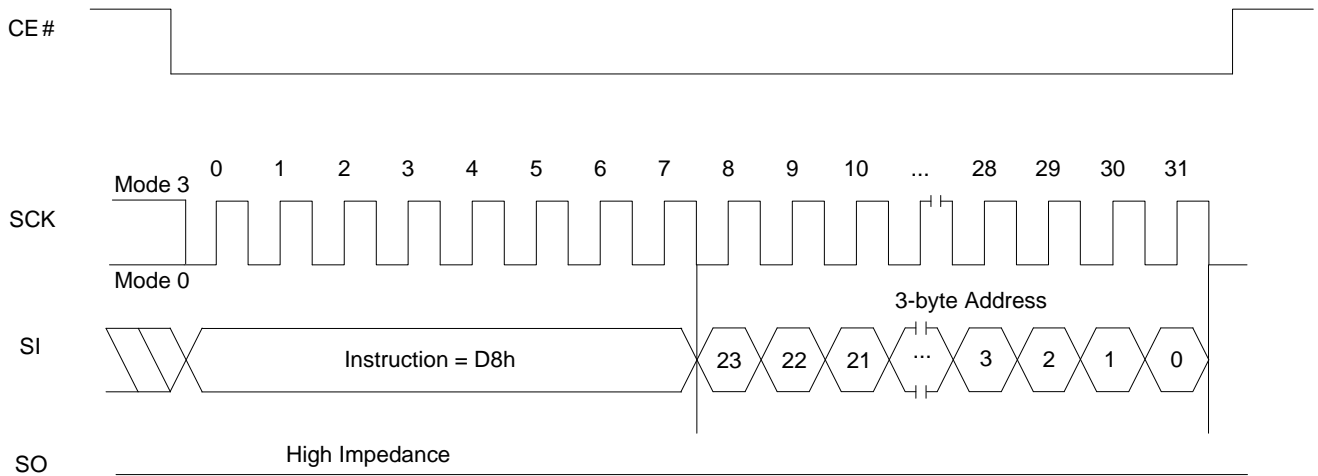 CE#
0 1 2 3 4 5 6 7 8 9 10 ... 28 29 30 31
Mode 3
SCK
Mode 0
3-byte Address
SI
Instruction = D8h
23 22 21 ... 3 2 1 0
High Impedance
SO